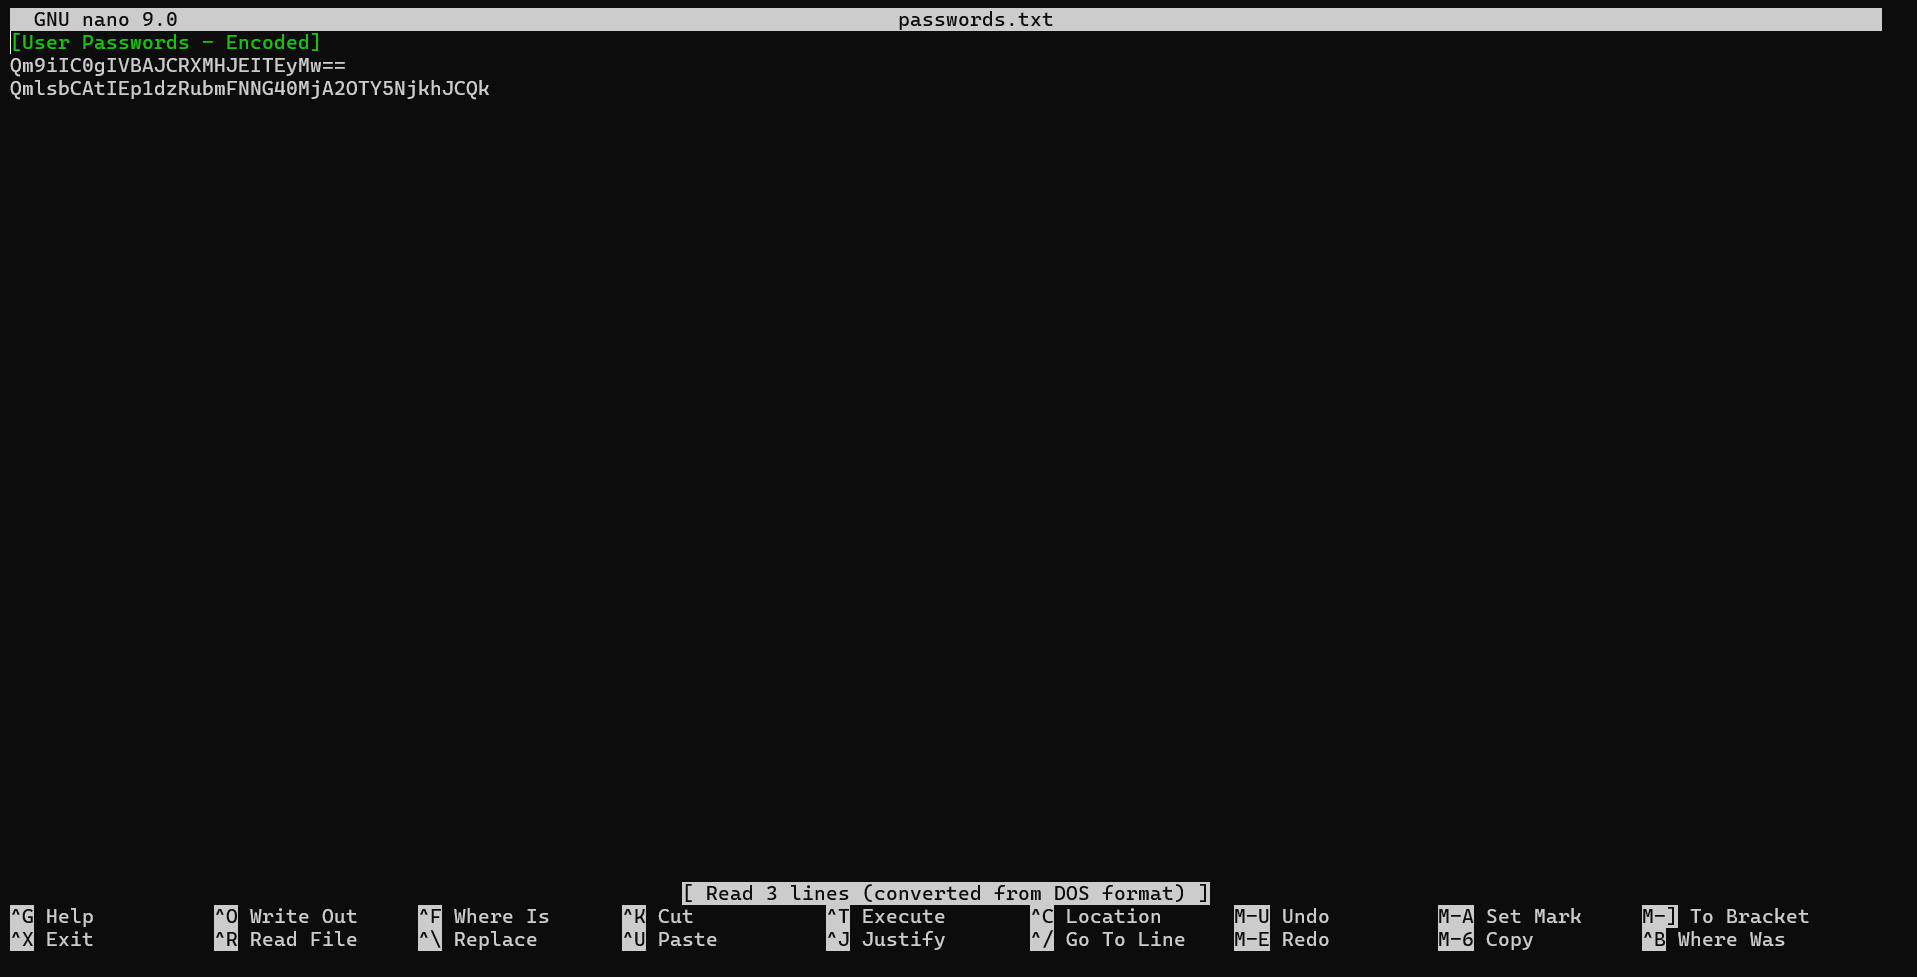 GNU nano 9.0 passwords.txt
[User Passwords - Encoded]
Qm9iIC0gIVBAJCRXMHJEITEyMw==
QmlsbCAtIEp1dzRubmFNNG40MjA2OTY5NjkhJCQk
[ Read 3 lines (converted from DOS format) ]
^G Help ^O Write Out ^F Where Is ^K Cut ^T Execute ^C Location M-U Undo M-A Set Mark M-] To Bracket
^X Exit ^R Read File ^\ Replace ^U Paste ^J Justify ^/ Go To Line M-E Redo M-6 Copy ^B Where Was